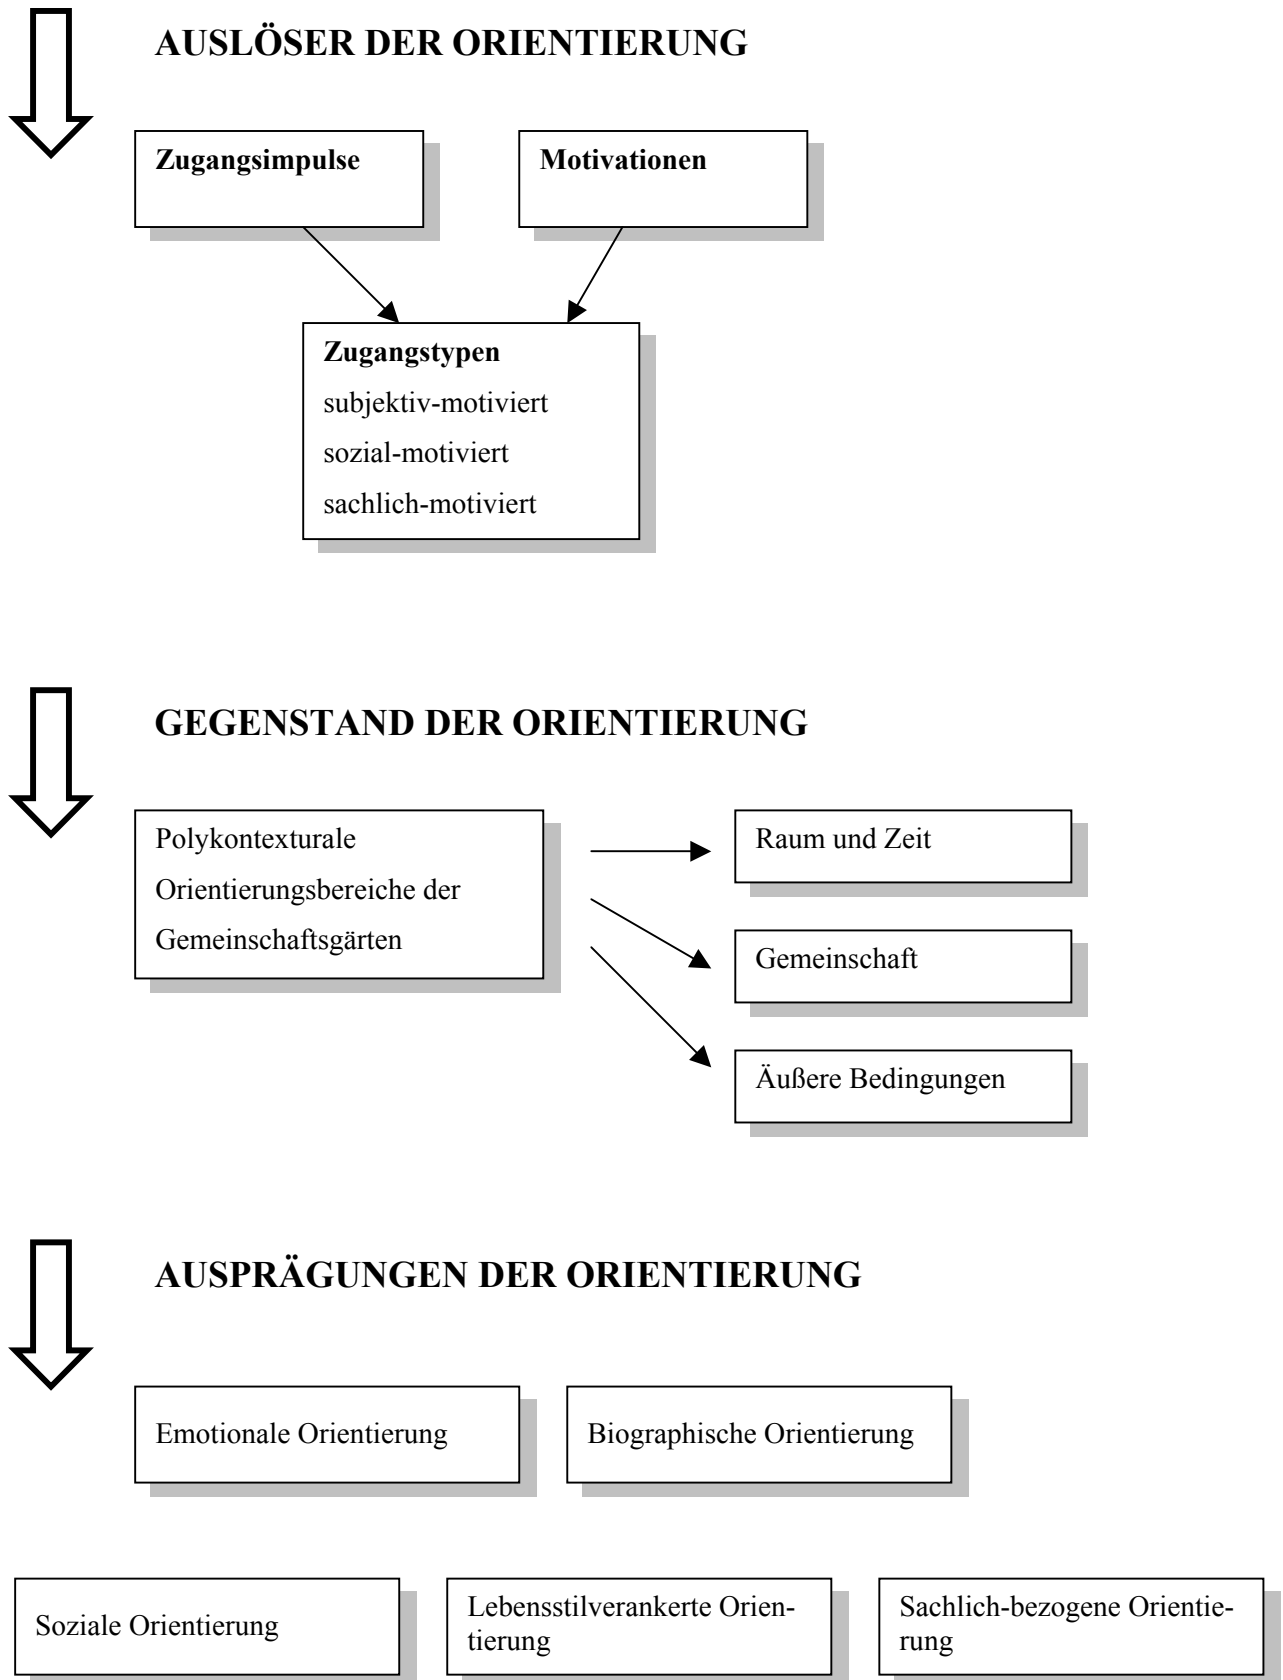 AUSLÖSER DER ORIENTIERUNG
Zugangsimpulse
Motivationen
Zugangstypen
subjektiv-motiviert
sozial-motiviert
sachlich-motiviert
GEGENSTAND DER ORIENTIERUNG
Polykontexturale
Orientierungsbereiche der
Gemeinschaftsgärten
Raum und Zeit
Gemeinschaft
Äußere Bedingungen
AUSPRÄGUNGEN DER ORIENTIERUNG
Emotionale Orientierung
Biographische Orientierung
Soziale Orientierung
Lebensstilverankerte Orien-
tierung
Sachlich-bezogene Orientie-
rung